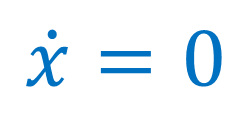 ẋ = 0